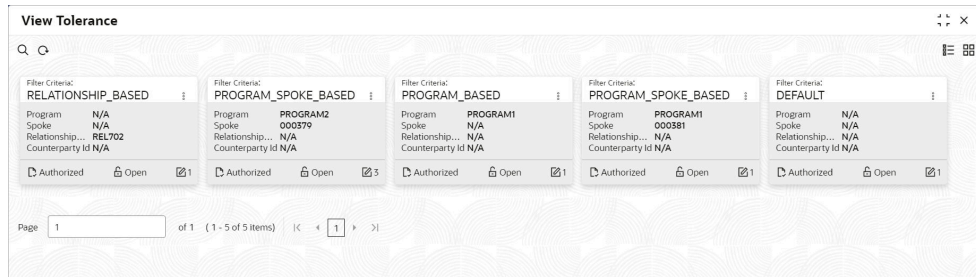 View Tolerance
Filter Criteria:
RELATIONSHIP_BASED
Program N/A
Spoke N/A
Relationship... REL702
Counterparty Id N/A
Authorized Open 1
Filter Criteria:
PROGRAM_SPOKE_BASED
Program PROGRAM2
Spoke 000379
Relationship... N/A
Counterparty Id N/A
Authorized Open 3
Filter Criteria:
PROGRAM_BASED
Program PROGRAM1
Spoke N/A
Relationship... N/A
Counterparty Id N/A
Authorized Open 1
Filter Criteria:
PROGRAM_SPOKE_BASED
Program PROGRAM1
Spoke 000381
Relationship... N/A
Counterparty Id N/A
Authorized Open 1
Filter Criteria:
DEFAULT
Program N/A
Spoke N/A
Relationship... N/A
Counterparty Id N/A
Authorized Open 1
Page 1 of 1 ( 1 - 5 of 5 items) 1